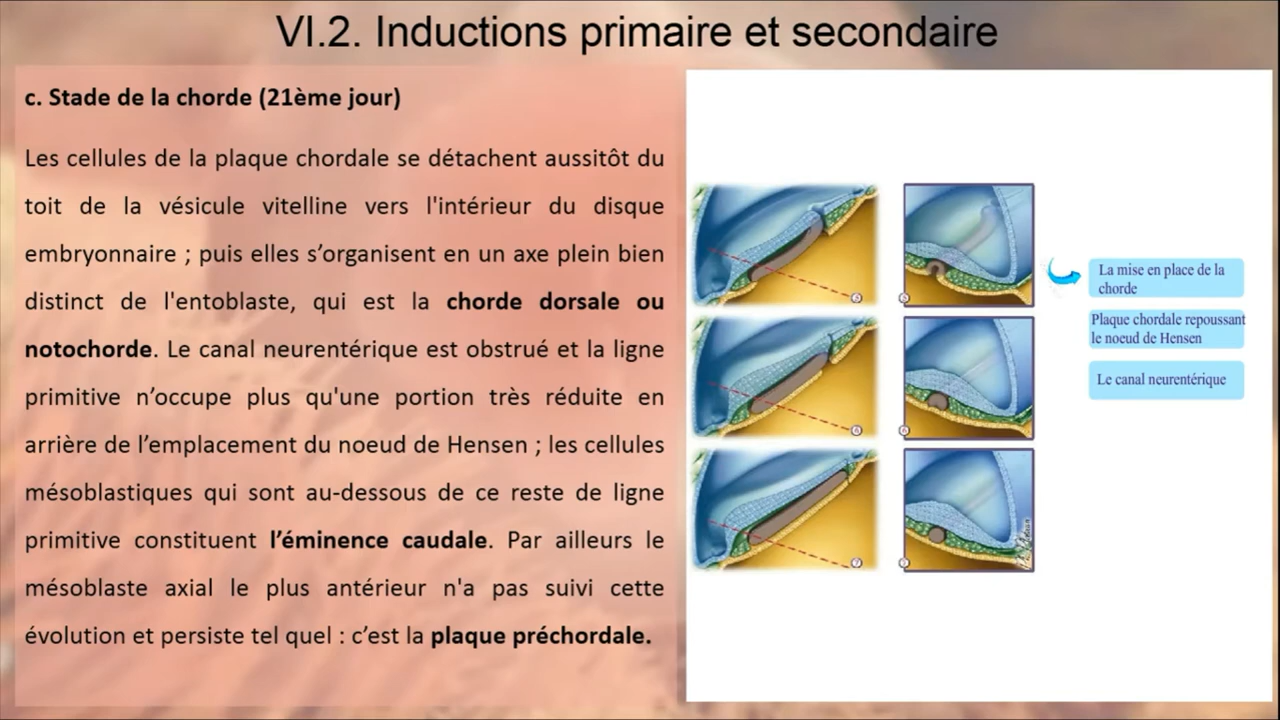 VI.2. Inductions primaire et secondaire
c. Stade de la chorde (21ème jour)
Les cellules de la plaque chordale se détachent aussitôt du
toit de la vésicule vitelline vers l'intérieur du disque
embryonnaire ; puis elles s’organisent en un axe plein bien
distinct de l'entoblaste, qui est la chorde dorsale ou
notochorde. Le canal neurentérique est obstrué et la ligne
primitive n’occupe plus qu'une portion très réduite en
arrière de l’emplacement du noeud de Hensen ; les cellules
mésoblastiques qui sont au-dessous de ce reste de ligne
primitive constituent l’éminence caudale. Par ailleurs le
mésoblaste axial le plus antérieur n'a pas suivi cette
évolution et persiste tel quel : c’est la plaque préchordale.
5
5
La mise en place de la
chorde
Plaque chordale repoussant
le noeud de Hensen
6
6
Le canal neurentérique
7